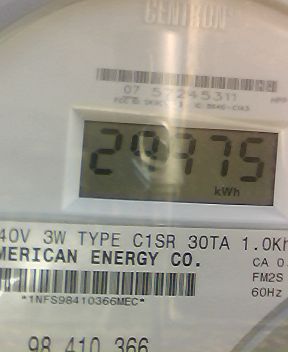 CENTRON
07 57245311
kWh
40V 3W TYPE C1SR 30TA 1.0Kh
MERICAN ENERGY CO.
CA 0.
FM2S
*1NFS98410366MEC*
60Hz
98 410 366